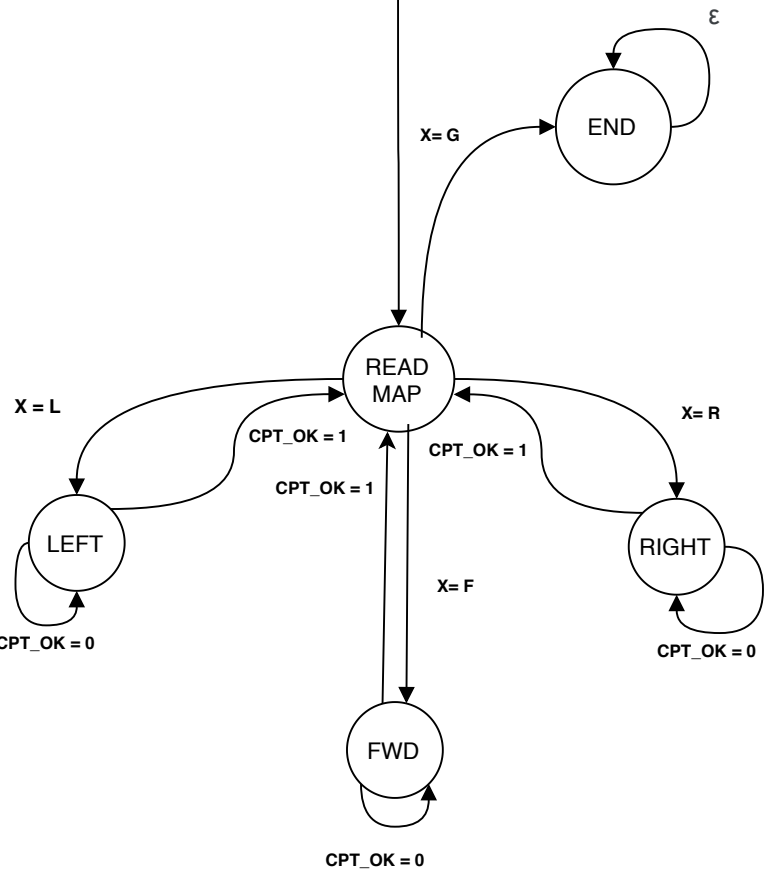 ε
END
X= G
READ
MAP
X = L
X= R
CPT_OK = 1
CPT_OK = 1
CPT_OK = 1
LEFT
RIGHT
X= F
CPT_OK = 0
CPT_OK = 0
FWD
CPT_OK = 0